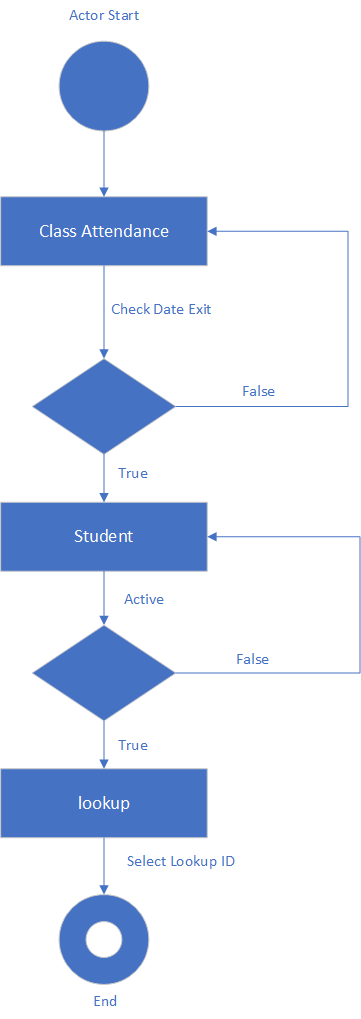 Actor Start
Class Attendance
Check Date Exit
False
True
Student
Active
False
True
lookup
Select Lookup ID
End